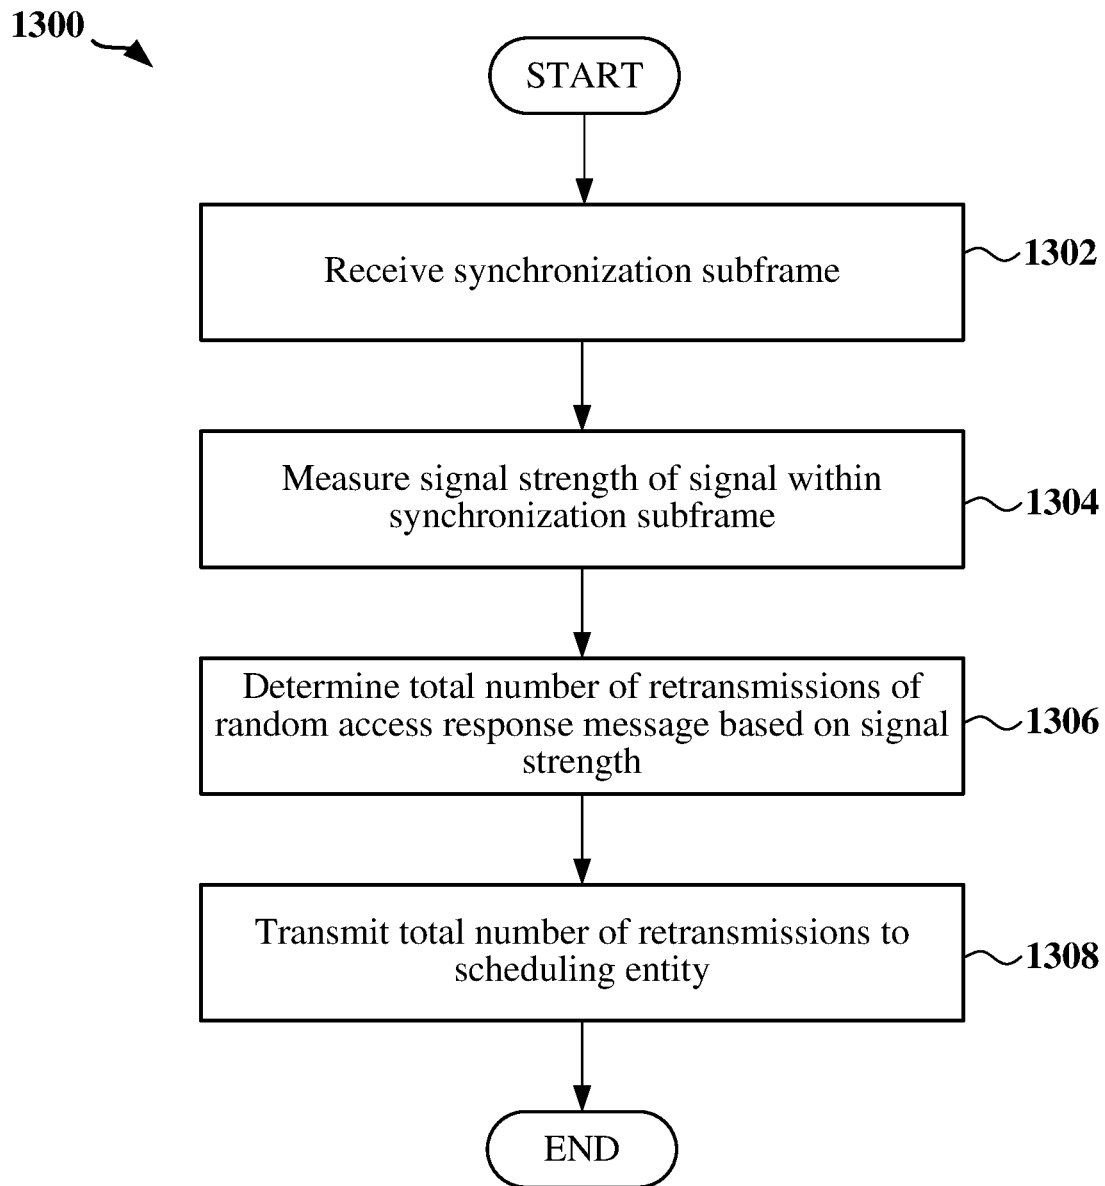 1300
START
Receive synchronization subframe
1302
Measure signal strength of signal within
synchronization subframe
1304
Determine total number of retransmissions of
random access response message based on signal
strength
1306
Transmit total number of retransmissions to
scheduling entity
1308
END